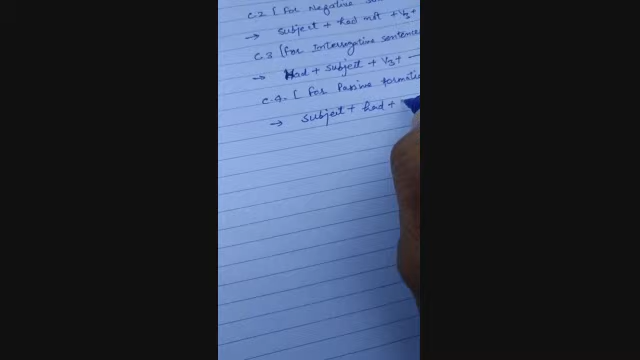 C.2 [ For Negative
→ subject + had not + V3 +
C.3 [For Interrogative sentence
→ Had + subject + V3 + —
C.4- [ For Passive formatio
→ subject + had +